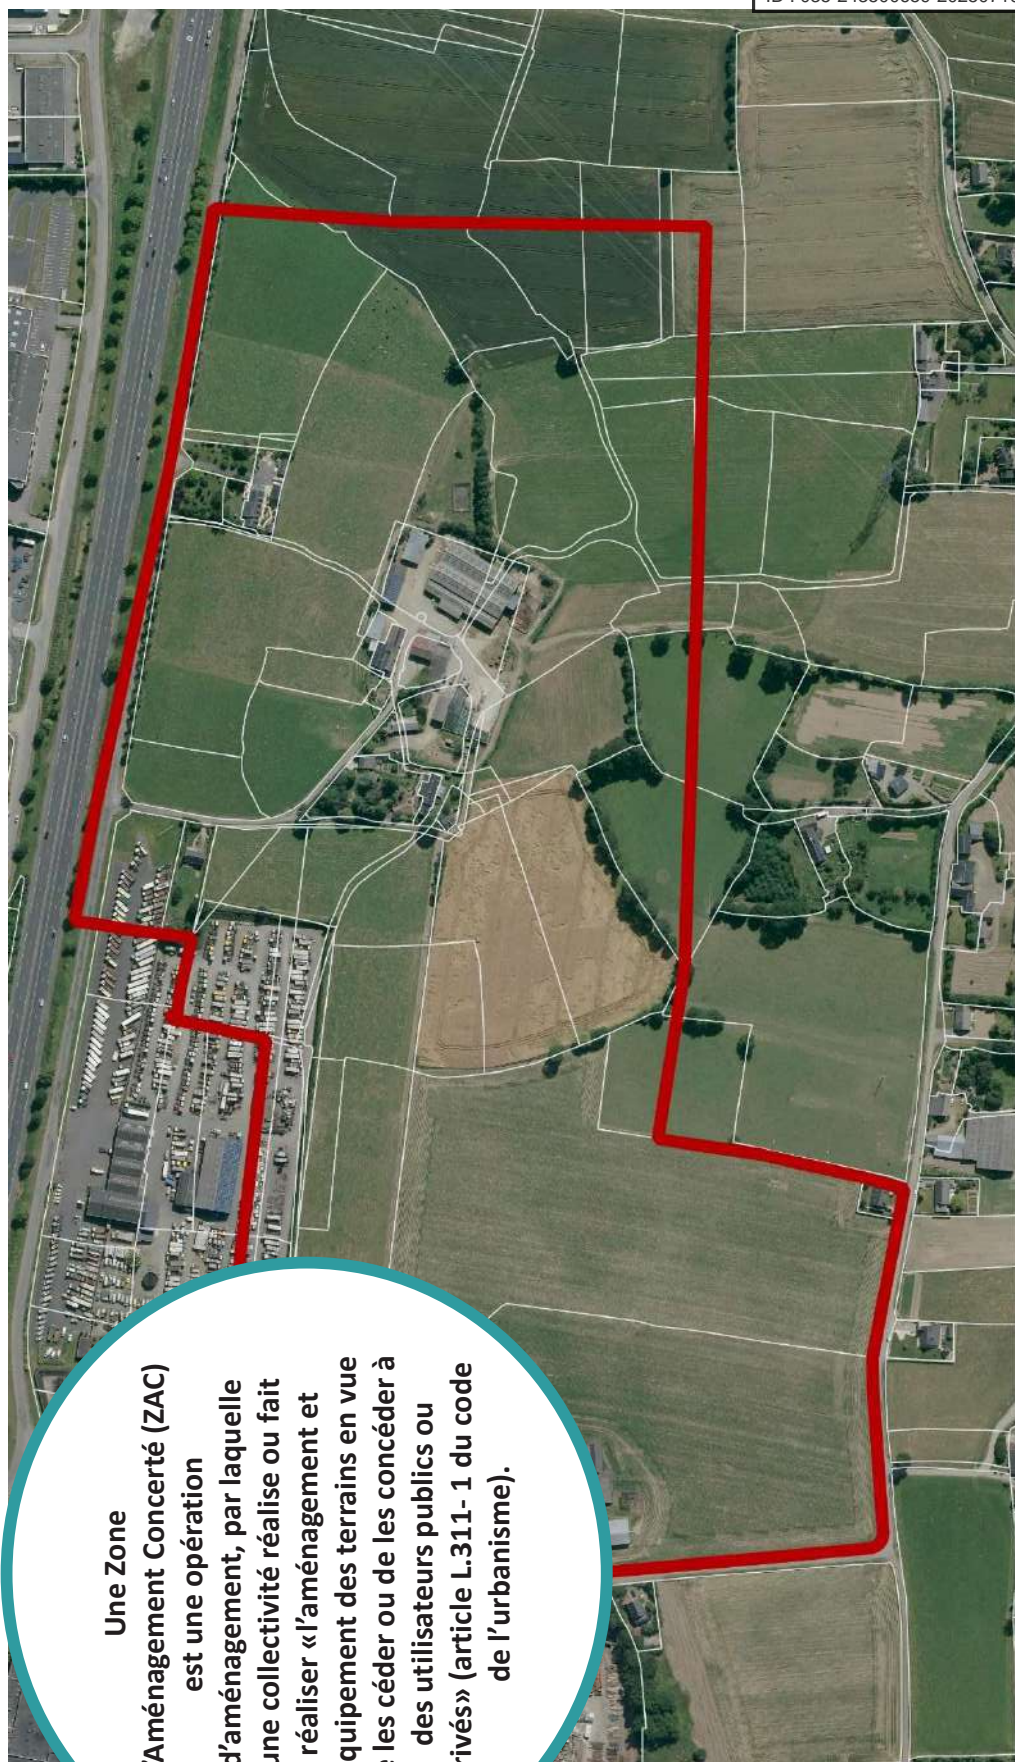 Une Zone
'Aménagement Concerté (ZAC)
est une opération
d'aménagement, par laquelle
une collectivité réalise ou fait
réaliser «l'aménagement et
quipement des terrains en vue
les céder ou de les concéder à
des utilisateurs publics ou
rivés» (article L.311- 1 du code
de l'urbanisme).